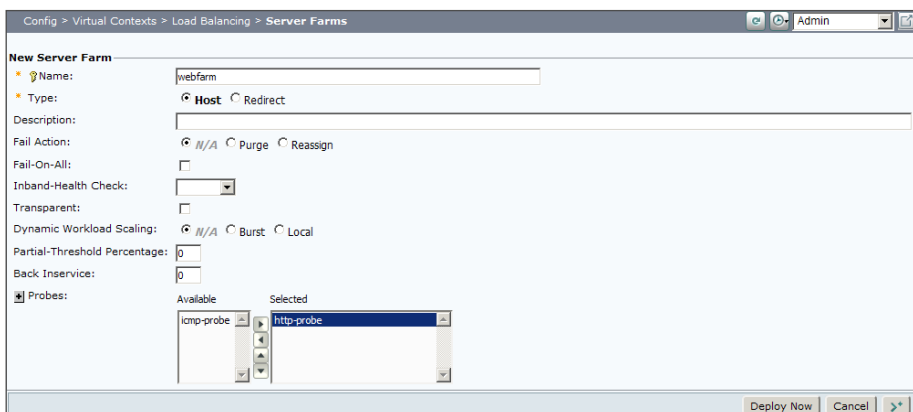 Config > Virtual Contexts > Load Balancing > Server Farms
Admin
New Server Farm
* Name: webfarm
* Type: Host Redirect
Description:
Fail Action: N/A Purge Reassign
Fail-On-All:
Inband-Health Check:
Transparent:
Dynamic Workload Scaling: N/A Burst Local
Partial-Threshold Percentage: 0
Back Inservice: 0
Probes: Available Selected
icmp-probe http-probe
Deploy Now Cancel